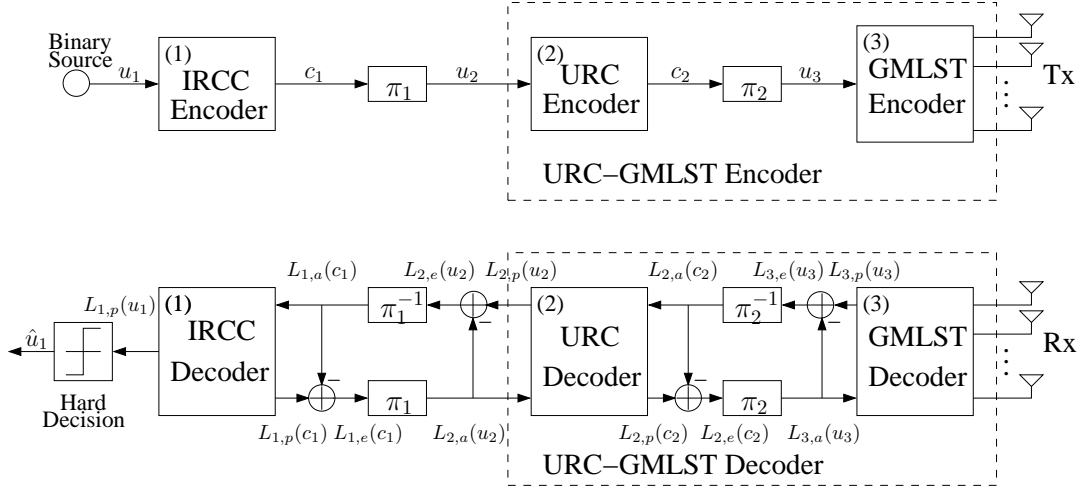 Binary
Source
u₁
(1)
IRCC
Encoder
c₁
π₁
u₂
(2)
URC
Encoder
c₂
π₂
u₃
(3)
GMLST
Encoder
⋮
Tx
URC−GMLST Encoder
û₁
Hard
Decision
L₁,ₚ(u₁)
(1)
IRCC
Decoder
L₁,ₐ(c₁)
π₁⁻¹
L₂,ₑ(u₂)
−
L₂,ₚ(u₂)
L₁,ₚ(c₁)
−
L₁,ₑ(c₁)
π₁
L₂,ₐ(u₂)
(2)
URC
Decoder
L₂,ₐ(c₂)
π₂⁻¹
L₃,ₑ(u₃)
−
L₃,ₚ(u₃)
L₂,ₚ(c₂)
−
L₂,ₑ(c₂)
π₂
L₃,ₐ(u₃)
(3)
GMLST
Decoder
⋮
Rx
URC−GMLST Decoder